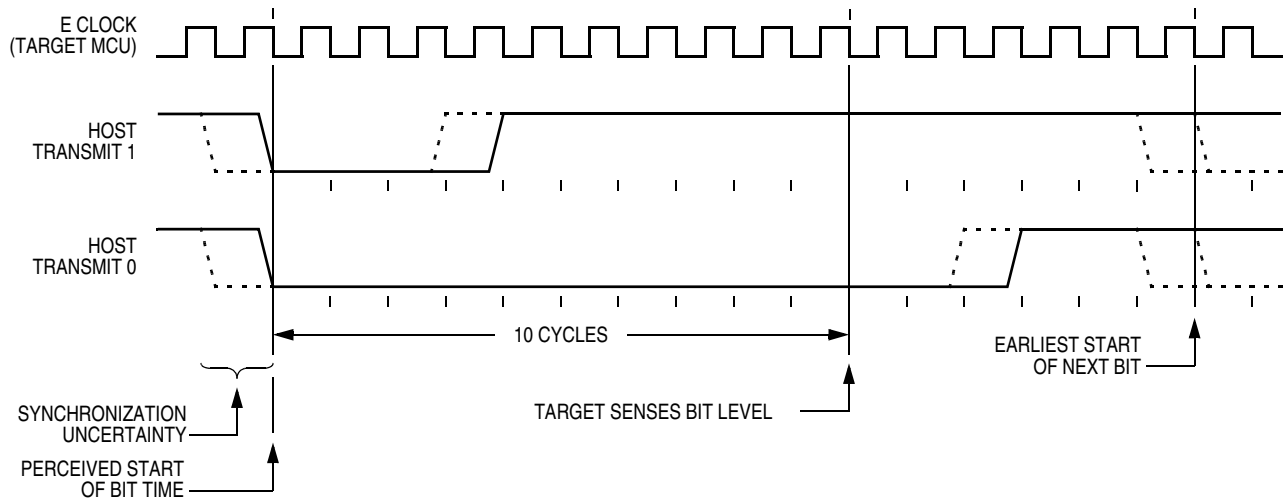 E CLOCK
(TARGET MCU)
HOST
TRANSMIT 1
HOST
TRANSMIT 0
10 CYCLES
EARLIEST START
OF NEXT BIT
TARGET SENSES BIT LEVEL
SYNCHRONIZATION
UNCERTAINTY
PERCEIVED START
OF BIT TIME